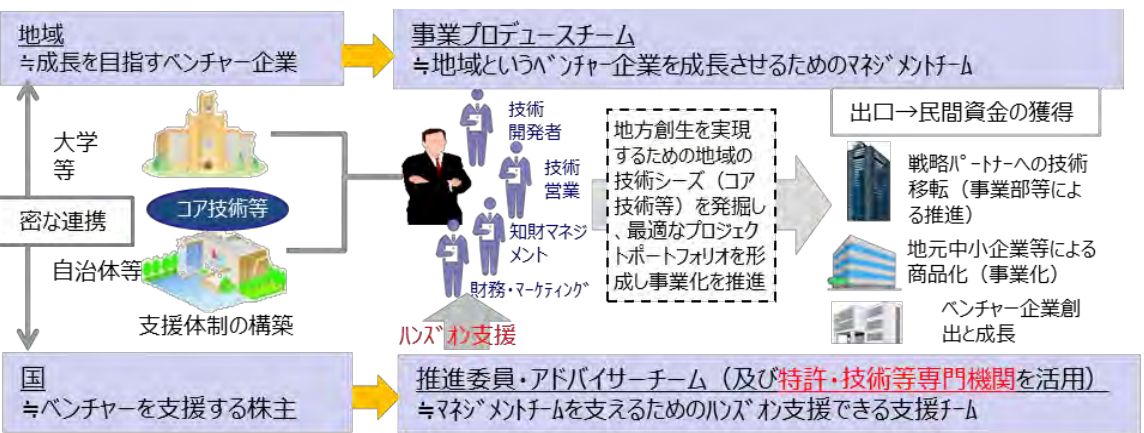 地域
≒成長を目指すベンチャー企業
事業プロデュースチーム
≒地域というﾍﾞﾝﾁｬｰ企業を成長させるためのﾏﾈｼﾞﾒﾝﾄﾁｰﾑ
大学
等
コア技術等
密な連携
自治体等
支援体制の構築
技術
開発者
技術
営業
知財マネジ
メント
財務・ﾏｰｹﾃｨﾝｸﾞ
ﾊﾝｽﾞｵﾝ支援
地方創生を実現
するための地域の
技術シーズ（コア
技術等）を発掘し
、最適なプロジェク
トポートフォリオを形
成し事業化を推進
出口→民間資金の獲得
戦略ﾊﾟｰﾄﾅｰへの技術
移転（事業部等によ
る推進）
地元中小企業等による
商品化（事業化）
ベンチャー企業創
出と成長
国
≒ベンチャーを支援する株主
推進委員・アドバイザーチーム（及び特許・技術等専門機関を活用）
≒ﾏﾈｼﾞﾒﾝﾄﾁｰﾑを支えるためのﾊﾝｽﾞｵﾝ支援できる支援ﾁｰﾑ